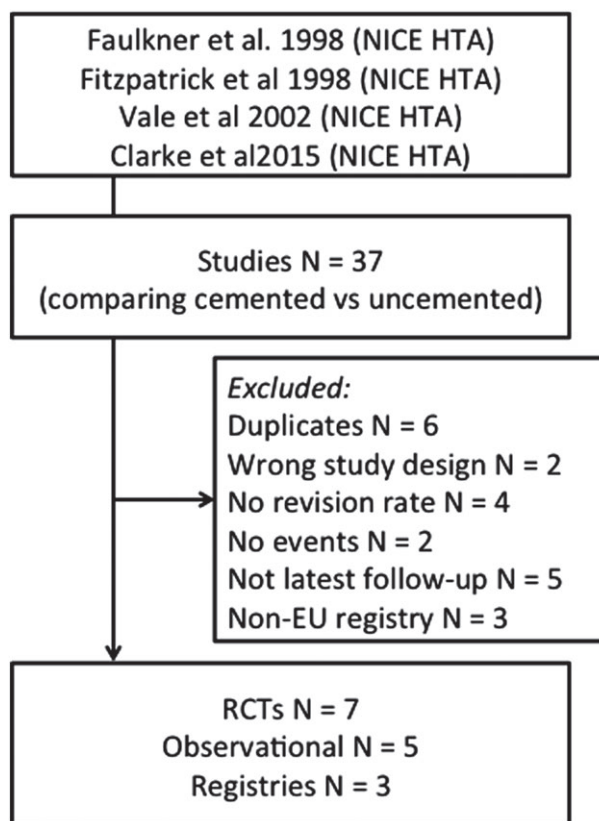 Faulkner et al. 1998 (NICE HTA)
Fitzpatrick et al 1998 (NICE HTA)
Vale et al 2002 (NICE HTA)
Clarke et al2015 (NICE HTA)
Studies N = 37
(comparing cemented vs uncemented)
Excluded:
Duplicates N = 6
Wrong study design N = 2
No revision rate N = 4
No events N = 2
Not latest follow-up N = 5
Non-EU registry N = 3
RCTs N = 7
Observational N = 5
Registries N = 3